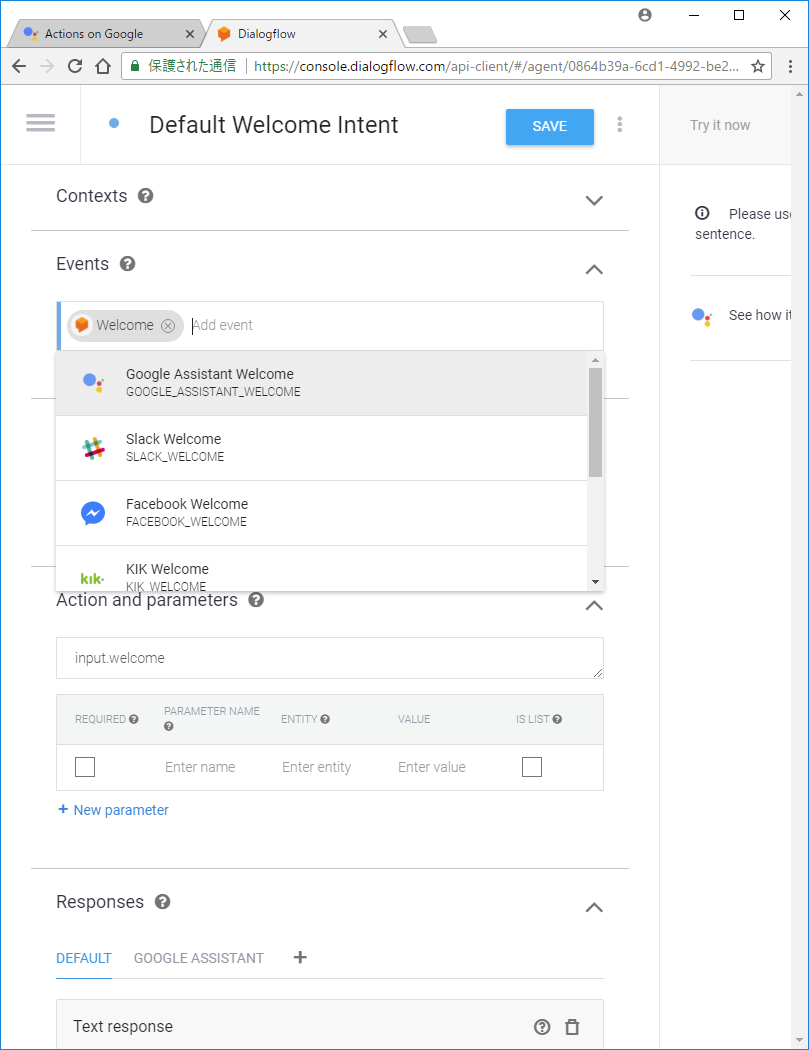 Actions on Google
Dialogflow
保護された通信
https://console.dialogflow.com/api-client/#/agent/0864b39a-6cd1-4992-be2...
Default Welcome Intent
SAVE
Try it now
Contexts
Please use
sentence.
Events
Welcome
Add event
See how it
Google Assistant Welcome
GOOGLE_ASSISTANT_WELCOME
Slack Welcome
SLACK_WELCOME
Facebook Welcome
FACEBOOK_WELCOME
kik.
KIK Welcome
KIK_WELCOME
Action and parameters
input.welcome
REQUIRED
PARAMETER NAME
ENTITY
VALUE
IS LIST
Enter name
Enter entity
Enter value
+ New parameter
Responses
DEFAULT
GOOGLE ASSISTANT
+
Text response